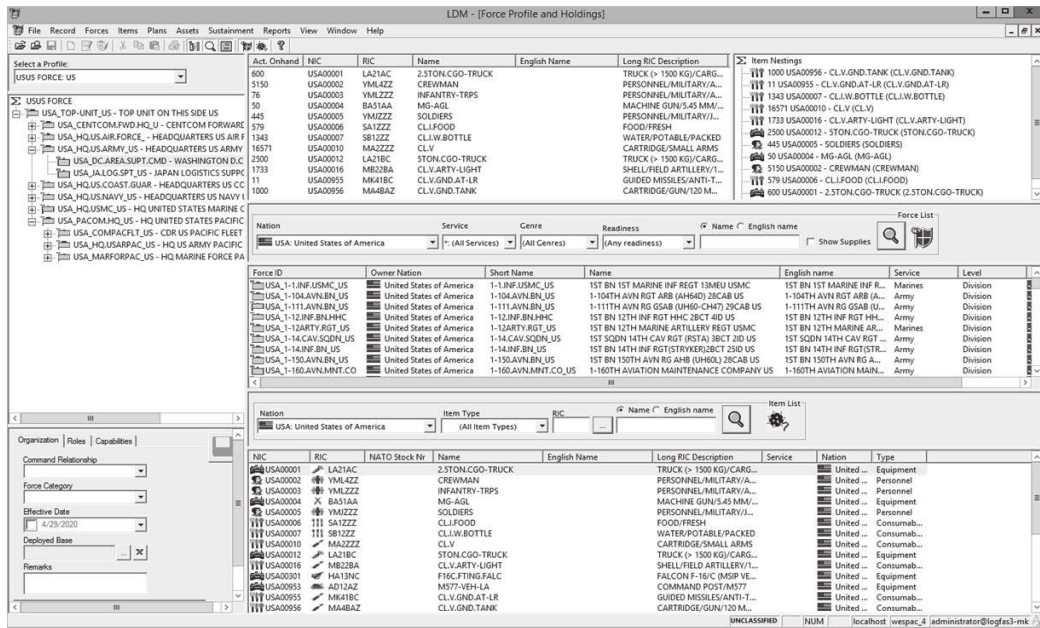 LDM - [Force Profile and Holdings]
File Record Forces Items Plans Assets Sustainment Reports View Window Help
Select a Profile:
USUS FORCE: US
USUS FORCE
USA_TOP-UNIT_US - TOP UNIT ON THIS SIDE US
USA_CENTCOM.FWD.HQ_U - CENTCOM FORWARD
USA_HQ.US.AIR.FORCE_ - HEADQUARTERS US AIR F
USA_HQ.US.ARMY_US - HEADQUARTERS US ARMY
USA_DC.AREA.SUPT.CMD - WASHINGTON D.C
USA_JA.LOG.SPT_US - JAPAN LOGISTICS SUPPC
USA_HQ.US.COAST.GUAR - HEADQUARTERS US CC
USA_HQ.US.NAVY_US - HEADQUARTERS US NAVY I
USA_HQ.USMC_US - HQ UNITED STATES MARINE C
USA_PACOM.HQ_US - HQ UNITED STATES PACIFIC
USA_COMPACFLT_US - CDR US PACIFIC FLEET
USA_HQ.USARPAC_US - HQ US ARMY PACIFIC
USA_MARFORPAC_US - HQ MARINE FORCE PA
Organization Roles Capabilities
Command Relationship
Force Category
Effective Date
4/29/2020
Deployed Base
...
Remarks
Act. Onhand NIC RIC Name English Name Long RIC Description
600 USA00001 LA21AC 2.5TON.CGO-TRUCK TRUCK (> 1500 KG)/CARG...
5150 USA00002 YML4ZZ CREWMAN PERSONNEL/MILITARY/A...
76 USA00003 YMLZZZ INFANTRY-TRPS PERSONNEL/MILITARY/A...
50 USA00004 BA51AA MG-AGL MACHINE GUN/5.45 MM/...
445 USA00005 YMJZZZ SOLDIERS PERSONNEL/MILITARY/J...
579 USA00006 SA1ZZZ CL.I.FOOD FOOD/FRESH
1343 USA00007 SB12ZZ CL.I.W.BOTTLE WATER/POTABLE/PACKED
16571 USA00010 MA2ZZZ CL.V CARTRIDGE/SMALL ARMS
2500 USA00012 LA21BC 5TON.CGO-TRUCK TRUCK (> 1500 KG)/CARG...
1733 USA00016 MB22BA CL.V.ARTY-LIGHT SHELL/FIELD ARTILLERY/1...
11 USA00955 MK41BC CL.V.GND.AT-LR GUIDED MISSILES/ANTI-T...
1000 USA00956 MA4BAZ CL.V.GND.TANK CARTRIDGE/GUN/120 M...
Item Nestings
1000 USA00956 - CL.V.GND.TANK (CL.V.GND.TANK)
11 USA00955 - CL.V.GND.AT-LR (CL.V.GND.AT-LR)
1343 USA00007 - CL.I.W.BOTTLE (CL.I.W.BOTTLE)
16571 USA00010 - CL.V (CL.V)
1733 USA00016 - CL.V.ARTY-LIGHT (CL.V.ARTY-LIGHT)
2500 USA00012 - 5TON.CGO-TRUCK (5TON.CGO-TRUCK)
445 USA00005 - SOLDIERS (SOLDIERS)
50 USA00004 - MG-AGL (MG-AGL)
5150 USA00002 - CREWMAN (CREWMAN)
579 USA00006 - CL.I.FOOD (CL.I.FOOD)
600 USA00001 - 2.5TON.CGO-TRUCK (2.5TON.CGO-TRUCK)
Force List
Nation Service Genre Readiness Name English name
USA: United States of America *: (All Services) (All Genres) (Any readiness) Show Supplies
Force ID Owner Nation Short Name Name English name Service Level
USA_1-1.INF.USMC_US United States of America 1-1.INF.USMC_US 1ST BN 1ST MARINE INF REGT 13MEU USMC 1ST BN 1ST MARINE INF R... Marines Division
USA_1-104.AVN.BN_US United States of America 1-104.AVN.BN_US 1-104TH AVN RGT ARB (AH64D) 28CAB US 1-104TH AVN RGT ARB (A... Army Division
USA_1-111.AVN.BN_US United States of America 1-111.AVN.BN_US 1-111TH AVN RG GSAB (UH60-CH47) 29CAB US 1-111TH AVN RG GSAB (U... Army Division
USA_1-12.INF.BN.HHC United States of America 1-12.INF.BN.HHC 1ST BN 12TH INF RGT HHC 2BCT 4ID US 1ST BN 12TH INF RGT HH... Army Division
USA_1-12ARTY.RGT_US United States of America 1-12ARTY.RGT_US 1ST BN 12TH MARINE ARTILLERY REGT USMC 1ST BN 12TH MARINE AR... Marines Division
USA_1-14.CAV.SQDN_US United States of America 1-14.CAV.SQDN_US 1ST SQDN 14TH CAV RGT (RSTA) 3BCT 2ID US 1ST SQDN 14TH CAV RGT ... Army Division
USA_1-14.INF.BN_US United States of America 1-14.INF.BN_US 1ST BN 14TH INF RGT(STRYKER)2BCT 25ID US 1ST BN 14TH INF RGT(STR... Army Division
USA_1-150.AVN.BN_US United States of America 1-150.AVN.BN_US 1ST BN 150TH AVN RG AHB (UH60L) 28CAB US 1ST BN 150TH AVN RG A... Army Division
USA_1-160.AVN.MNT.CO United States of America 1-160.AVN.MNT.CO_US 1-160TH AVIATION MAINTENANCE COMPANY US 1-160TH AVIATION MAIN... Army Division
Item List
Nation Item Type RIC Name English name
USA: United States of America (All Item Types) ...
NIC RIC NATO Stock Nr Name English Name Long RIC Description Service Nation Type
USA00001 LA21AC 2.5TON.CGO-TRUCK TRUCK (> 1500 KG)/CARG... United ... Equipment
USA00002 YML4ZZ CREWMAN PERSONNEL/MILITARY/A... United ... Personnel
USA00003 YMLZZZ INFANTRY-TRPS PERSONNEL/MILITARY/A... United ... Personnel
USA00004 BA51AA MG-AGL MACHINE GUN/5.45 MM/... United ... Equipment
USA00005 YMJZZZ SOLDIERS PERSONNEL/MILITARY/J... United ... Personnel
USA00006 SA1ZZZ CL.I.FOOD FOOD/FRESH United ... Consumab...
USA00007 SB12ZZ CL.I.W.BOTTLE WATER/POTABLE/PACKED United ... Consumab...
USA00010 MA2ZZZ CL.V CARTRIDGE/SMALL ARMS United ... Consumab...
USA00012 LA21BC 5TON.CGO-TRUCK TRUCK (> 1500 KG)/CARG... United ... Equipment
USA00016 MB22BA CL.V.ARTY-LIGHT SHELL/FIELD ARTILLERY/1... United ... Consumab...
USA00301 HA13NC F16C.FTING.FALC FALCON F-16/C (MSIP VE... United ... Equipment
USA00953 AD12AZ M577-VEH-LA COMMAND POST/M577 United ... Equipment
USA00955 MK41BC CL.V.GND.AT-LR GUIDED MISSILES/ANTI-T... United ... Consumab...
USA00956 MA4BAZ CL.V.GND.TANK CARTRIDGE/GUN/120 M... United ... Consumab...
UNCLASSIFIED NUM localhost wespac_4 administrator@logfas3-mk